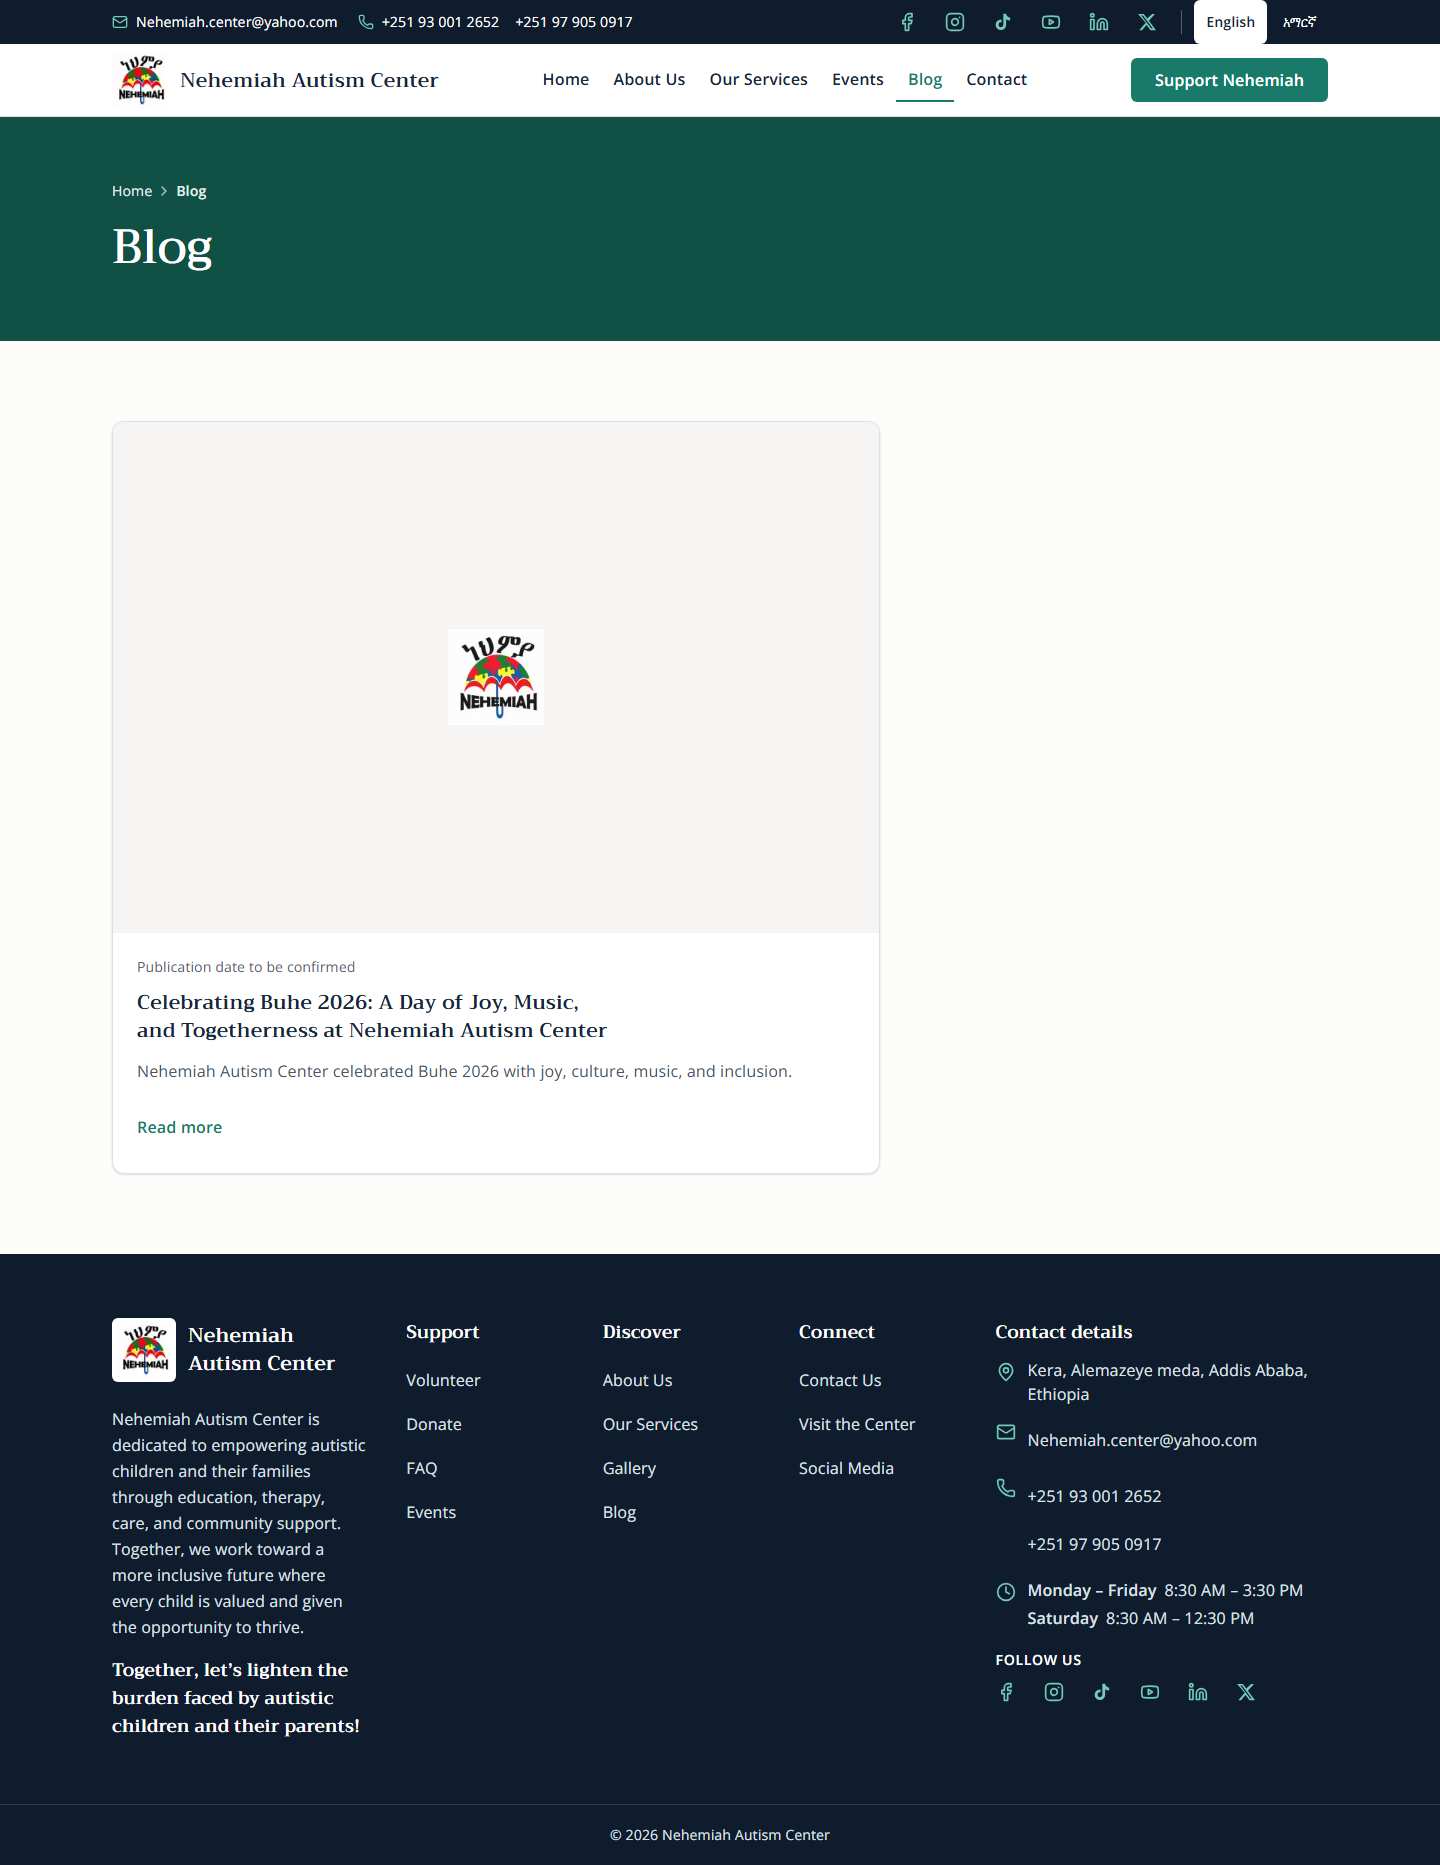 Nehemiah.center@yahoo.com +251 93 001 2652 +251 97 905 0917 English አማርኛ
ነህምያ
NEHEMIAH
Nehemiah Autism Center Home About Us Our Services Events Blog Contact Support Nehemiah
Home Blog
Blog
ነህምያ
NEHEMIAH
Publication date to be confirmed
Celebrating Buhe 2026: A Day of Joy, Music,
and Togetherness at Nehemiah Autism Center
Nehemiah Autism Center celebrated Buhe 2026 with joy, culture, music, and inclusion.
Read more
ነህምያ
NEHEMIAH
Nehemiah
Autism Center
Nehemiah Autism Center is
dedicated to empowering autistic
children and their families
through education, therapy,
care, and community support.
Together, we work toward a
more inclusive future where
every child is valued and given
the opportunity to thrive.
Together, let’s lighten the
burden faced by autistic
children and their parents!
Support
Volunteer
Donate
FAQ
Events
Discover
About Us
Our Services
Gallery
Blog
Connect
Contact Us
Visit the Center
Social Media
Contact details
Kera, Alemazeye meda, Addis Ababa,
Ethiopia
Nehemiah.center@yahoo.com
+251 93 001 2652
+251 97 905 0917
Monday – Friday 8:30 AM – 3:30 PM
Saturday 8:30 AM – 12:30 PM
FOLLOW US
© 2026 Nehemiah Autism Center